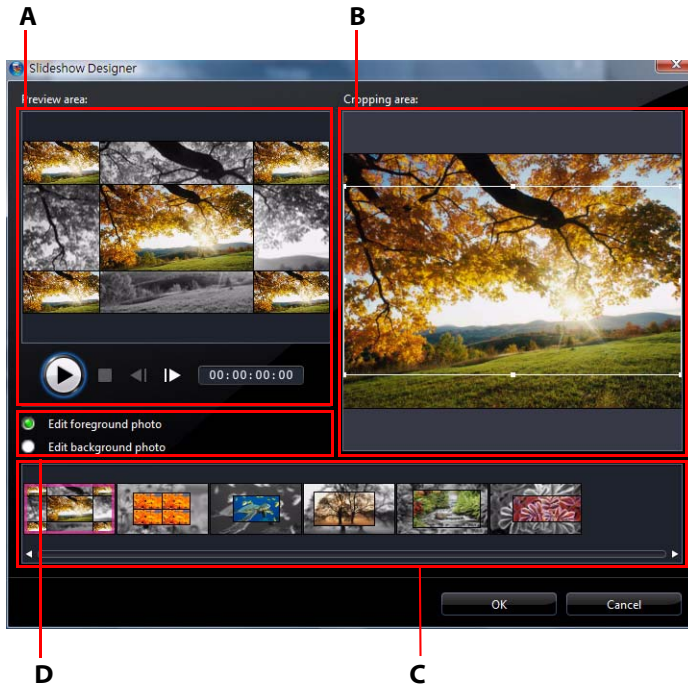 A B
Slideshow Designer
Preview area: Cropping area:
00:00:00:00
Edit foreground photo
Edit background photo
OK Cancel
D C